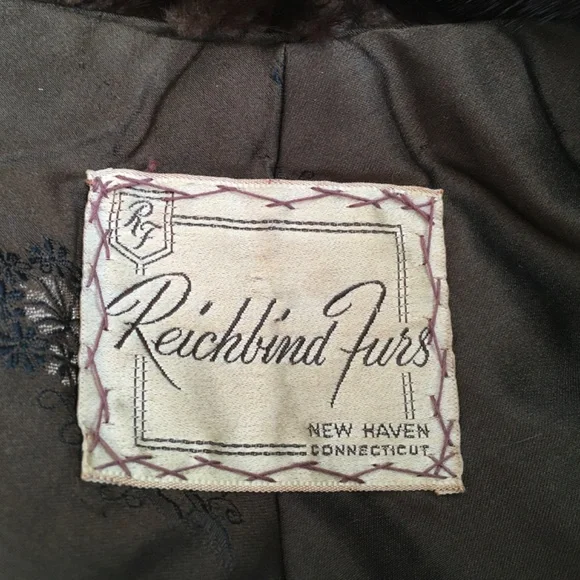 RF
Reichbind Furs
NEW HAVEN
CONNECTICUT